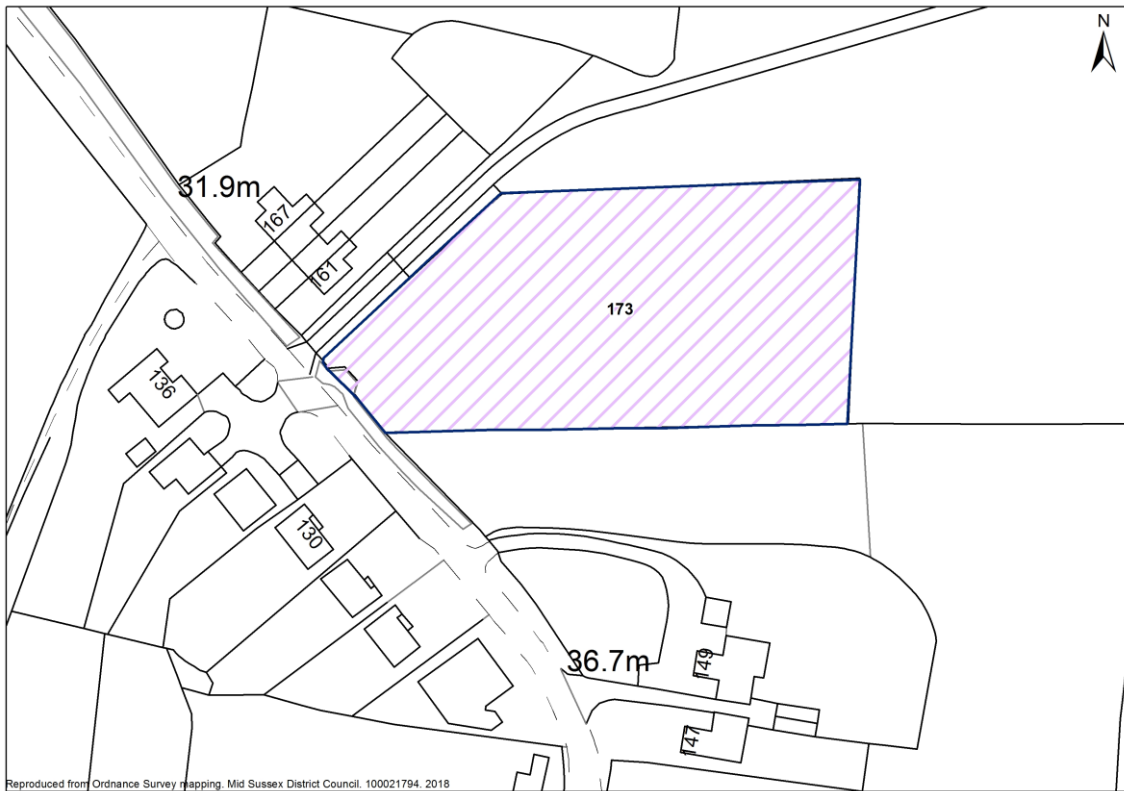 N
31.9m
167
161
173
136
130
36.7m
149
147
Reproduced from Ordnance Survey mapping. Mid Sussex District Council. 100021794. 2018